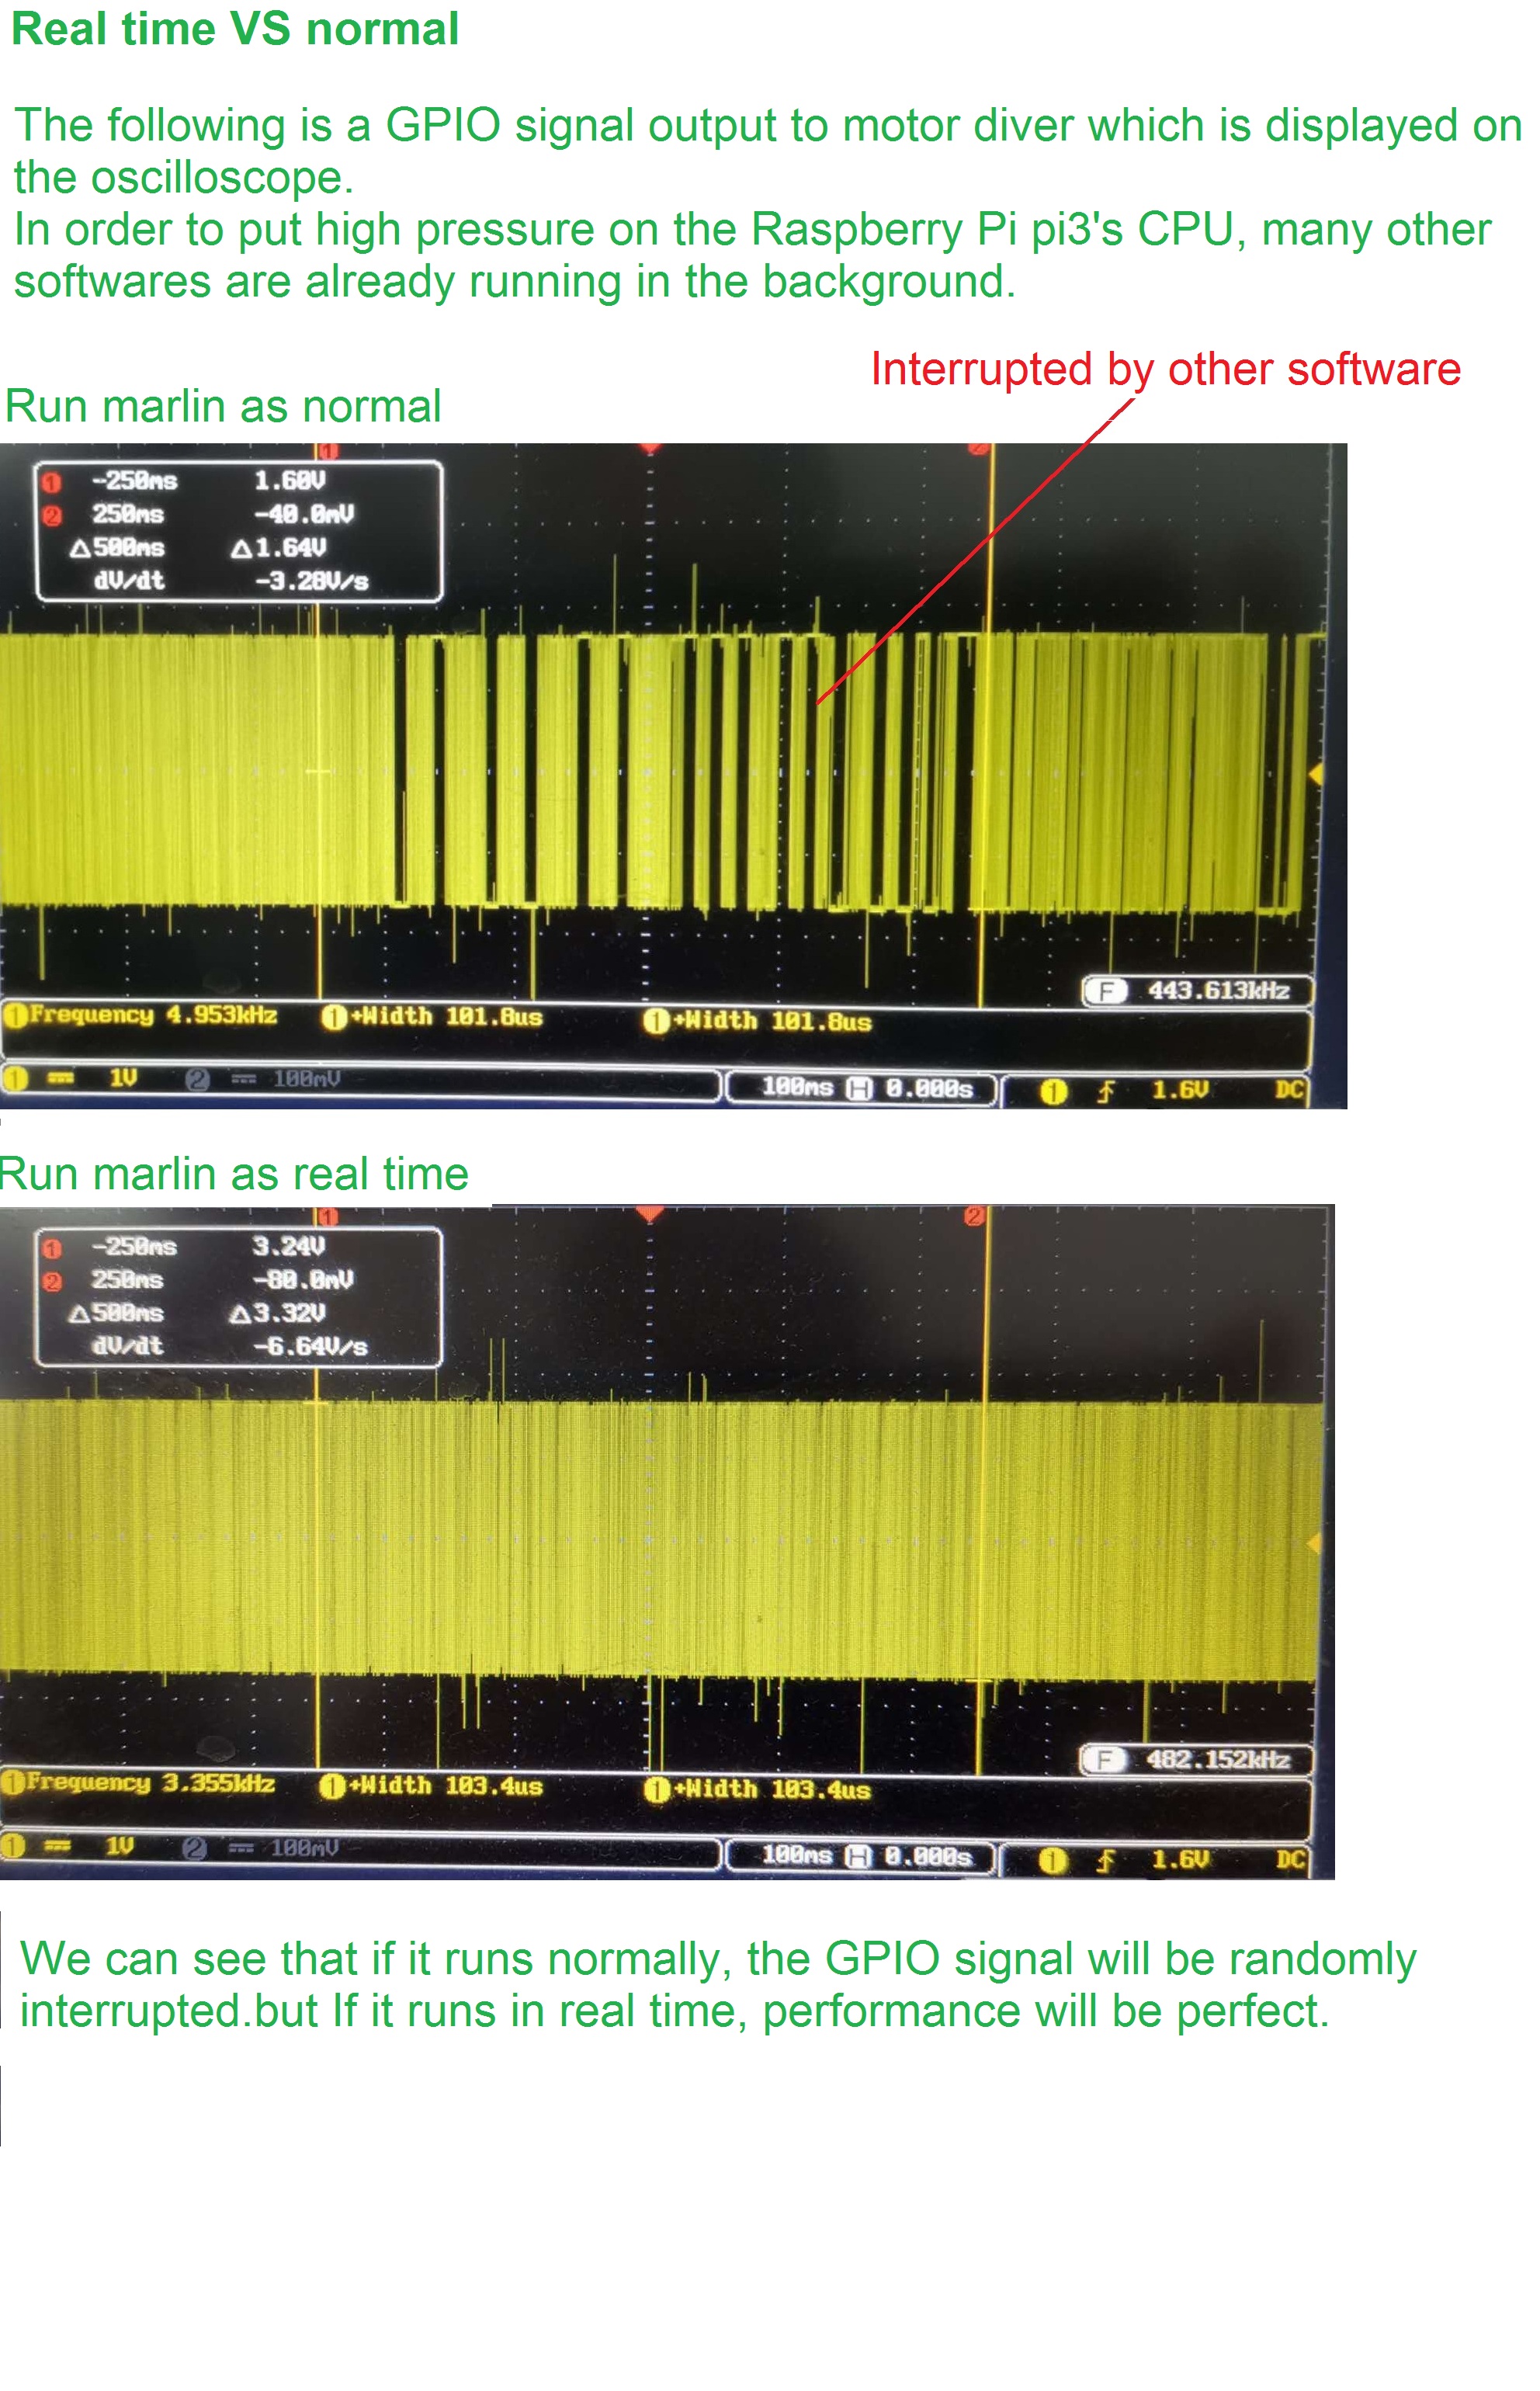 Real time VS normal
The following is a GPIO signal output to motor diver which is displayed on
the oscilloscope.
In order to put high pressure on the Raspberry Pi pi3's CPU, many other
softwares are already running in the background.
Interrupted by other software
Run marlin as normal
1
2
1 -250ms 1.60V
2 250ms -40.0mV
△500ms △1.64V
dV/dt -3.28V/s
F 443.613kHz
1 Frequency 4.953kHz 1 +Width 101.8us 1 +Width 101.8us
1 1V 2 100mV 100ms H 0.000s 1 1.6V DC
Run marlin as real time
1
2
1 -250ms 3.24V
2 250ms -80.0mV
△500ms △3.32V
dV/dt -6.64V/s
F 482.152kHz
1 Frequency 3.355kHz 1 +Width 103.4us 1 +Width 103.4us
1 1V 2 100mV 100ms H 0.000s 1 1.6V DC
We can see that if it runs normally, the GPIO signal will be randomly
interrupted.but If it runs in real time, performance will be perfect.